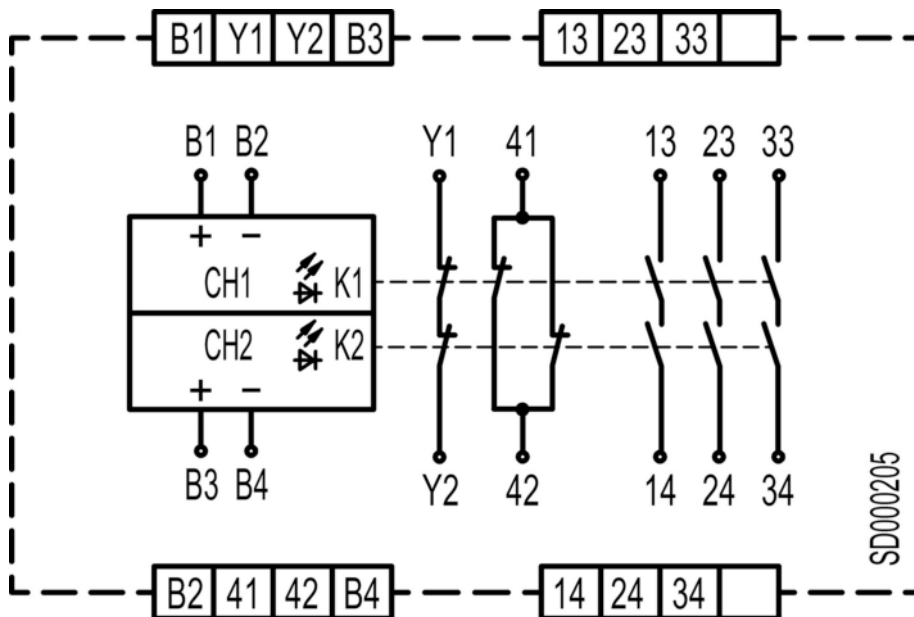 B1 Y1 Y2 B3 13 23 33
B1 B2 Y1 41 13 23 33
+ −
CH1 K1
CH2 K2
+ −
B3 B4 Y2 42 14 24 34
SD000205
B2 41 42 B4 14 24 34